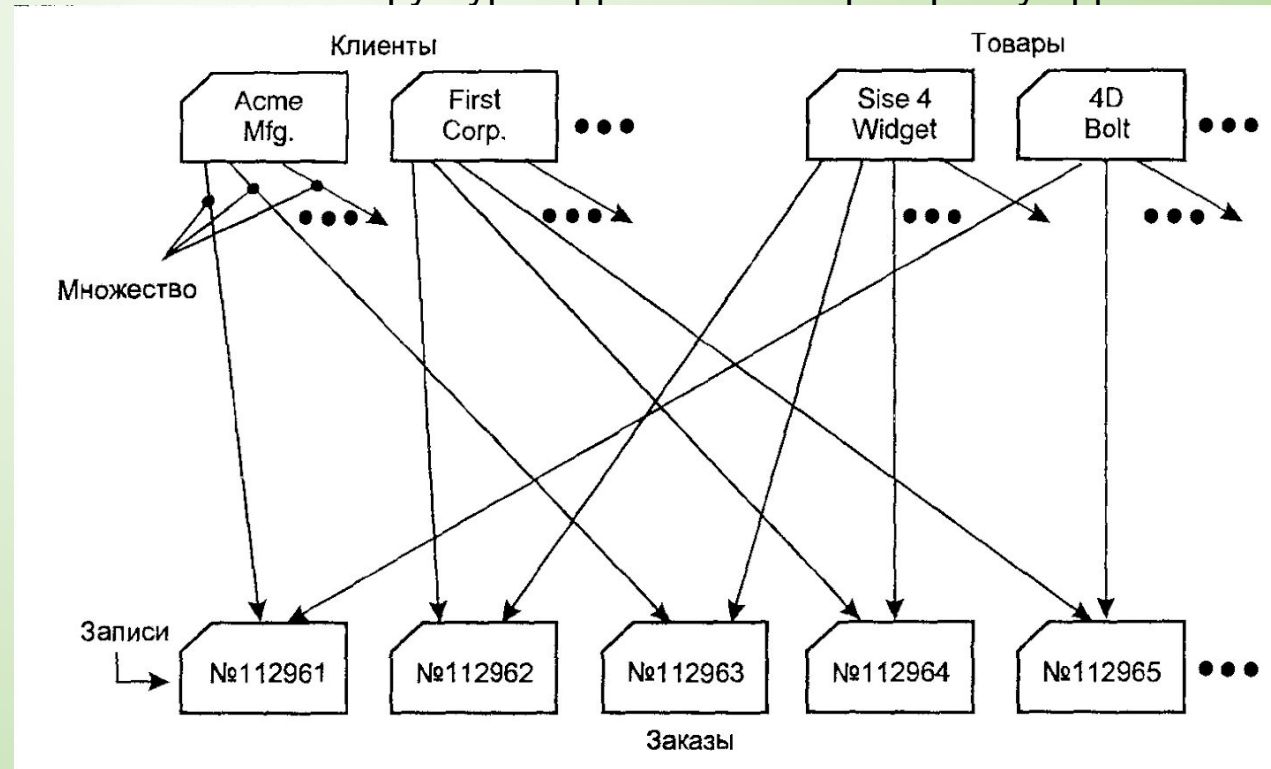 Клиенты
Товары
Acme
Mfg.
First
Corp.
Sise 4
Widget
4D
Bolt
Множество
Записи
№112961
№112962
№112963
№112964
№112965
Заказы